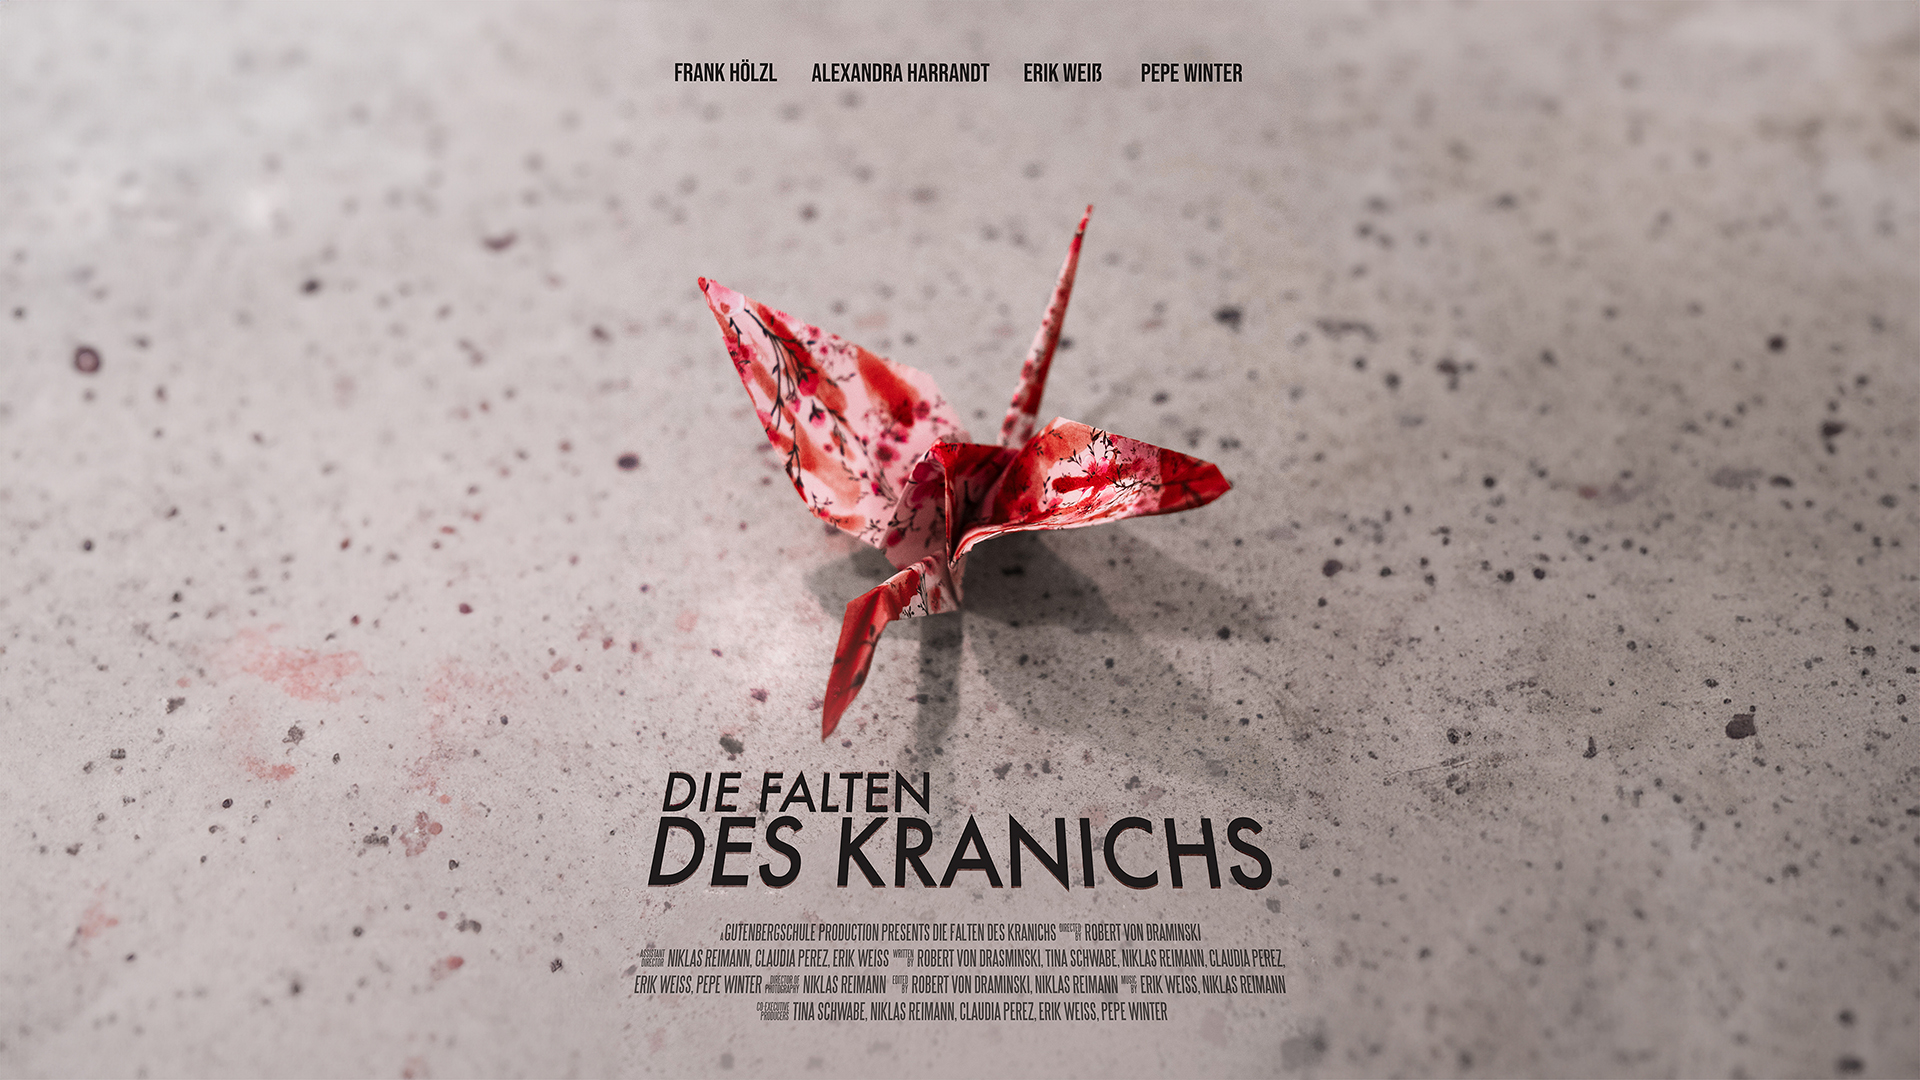 FRANK HÖLZL ALEXANDRA HARRANDT ERIK WEIß PEPE WINTER
DIE FALTEN
DES KRANICHS
A GUTENBERGSCHULE PRODUCTION PRESENTS DIE FALTEN DES KRANICHS DIRECTED BY ROBERT VON DRAMINSKI
ASSISTANT DIRECTOR NIKLAS REIMANN, CLAUDIA PEREZ, ERIK WEISS WRITTEN BY ROBERT VON DRASMINSKI, TINA SCHWABE, NIKLAS REIMANN, CLAUDIA PEREZ,
ERIK WEISS, PEPE WINTER DIRECTOR OF PHOTOGRAPHY NIKLAS REIMANN EDITED BY ROBERT VON DRAMINSKI, NIKLAS REIMANN MUSIC BY ERIK WEISS, NIKLAS REIMANN
CO-EXECUTIVE PRODUCERS TINA SCHWABE, NIKLAS REIMANN, CLAUDIA PEREZ, ERIK WEISS, PEPE WINTER